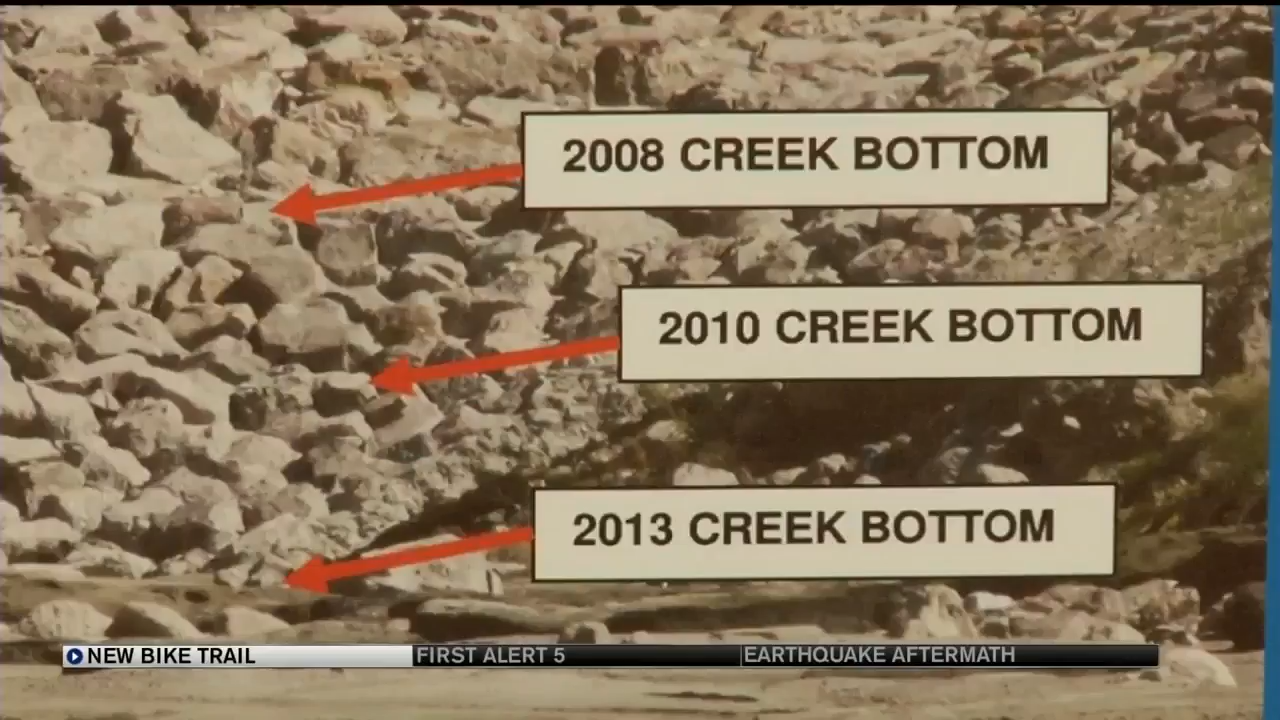 2008 CREEK BOTTOM
2010 CREEK BOTTOM
2013 CREEK BOTTOM
NEW BIKE TRAIL FIRST ALERT 5 EARTHQUAKE AFTERMATH